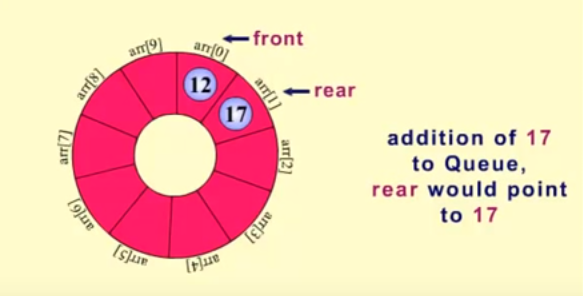 front
arr[9]
arr[0]
12
arr[8]
arr[1]
rear
17
arr[7]
arr[2]
addition of 17
to Queue,
rear would point
to 17
arr[6]
arr[3]
arr[5]
arr[4]